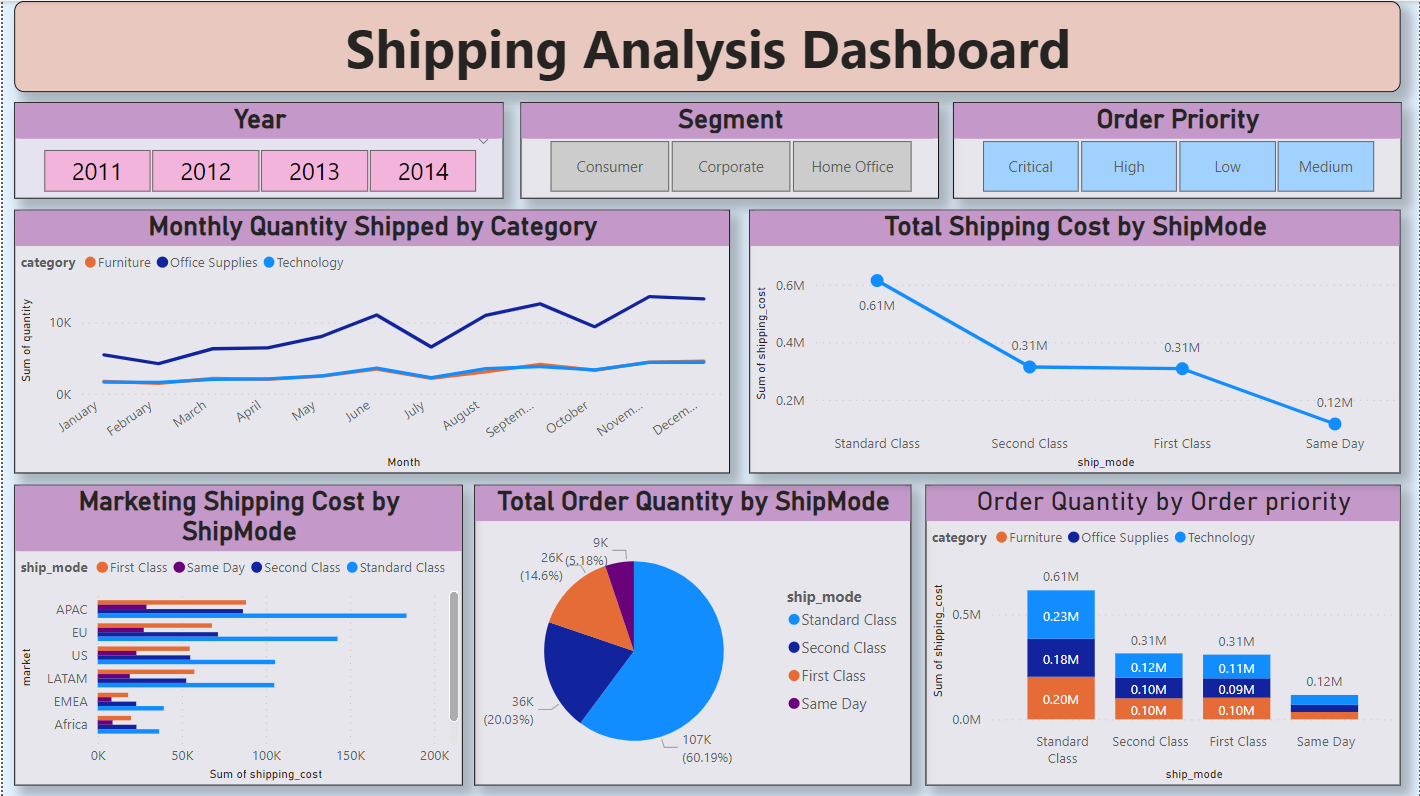 Shipping Analysis Dashboard
Year
2011 2012 2013 2014
Segment
Consumer Corporate Home Office
Order Priority
Critical High Low Medium
Monthly Quantity Shipped by Category
category Furniture Office Supplies Technology
Sum of quantity
10K
0K
January February March April May June July August Septem... October Novem... Decem...
Month
Total Shipping Cost by ShipMode
Sum of shipping_cost
0.6M
0.4M
0.2M
0.61M
0.31M
0.31M
0.12M
Standard Class Second Class First Class Same Day
ship_mode
Marketing Shipping Cost by
ShipMode
ship_mode First Class Same Day Second Class Standard Class
market
APAC
EU
US
LATAM
EMEA
Africa
0K 50K 100K 150K 200K
Sum of shipping_cost
Total Order Quantity by ShipMode
9K
(5.18%)
26K
(14.6%)
36K
(20.03%)
107K
(60.19%)
ship_mode
Standard Class
Second Class
First Class
Same Day
Order Quantity by Order priority
category Furniture Office Supplies Technology
Sum of shipping_cost
0.5M
0.0M
0.61M
0.23M
0.18M
0.20M
0.31M
0.12M
0.10M
0.10M
0.31M
0.11M
0.09M
0.10M
0.12M
Standard
Class
Second Class First Class Same Day
ship_mode